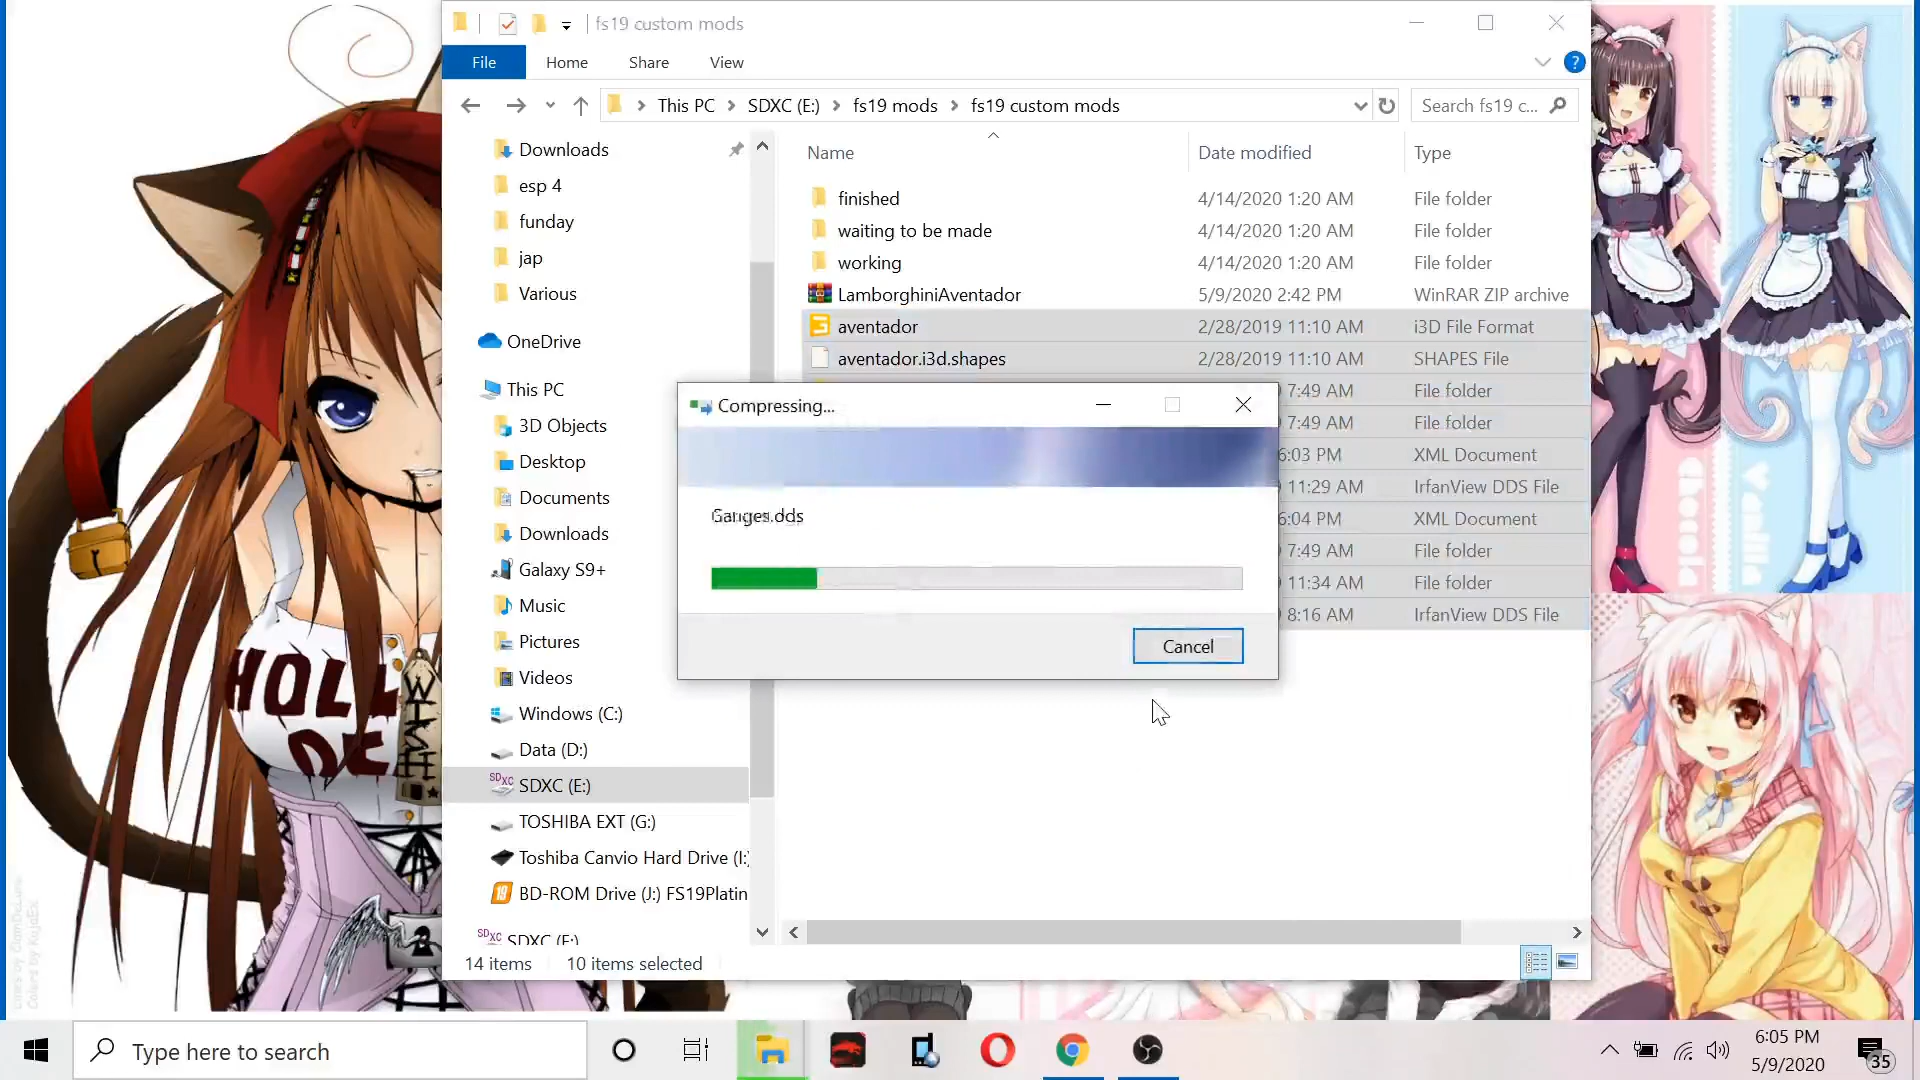 fs19 custom mods
File
Home
Share
View
This PC
SDXC (E:)
fs19 mods
fs19 custom mods
Search fs19 c...
Downloads
esp 4
funday
jap
Various
OneDrive
This PC
3D Objects
Desktop
Documents
Downloads
Galaxy S9+
Music
Pictures
Videos
Windows (C:)
Data (D:)
SDXC (E:)
TOSHIBA EXT (G:)
Toshiba Canvio Hard Drive (I:)
BD-ROM Drive (J:) FS19Platin
SDXC (E:)
Name Date modified Type
finished 4/14/2020 1:20 AM File folder
waiting to be made 4/14/2020 1:20 AM File folder
working 4/14/2020 1:20 AM File folder
LamborghiniAventador 5/9/2020 2:42 PM WinRAR ZIP archive
aventador 2/28/2019 11:10 AM i3D File Format
aventador.i3d.shapes 2/28/2019 11:10 AM SHAPES File
7:49 AM File folder
7:49 AM File folder
6:03 PM XML Document
11:29 AM IrfanView DDS File
6:04 PM XML Document
7:49 AM File folder
11:34 AM File folder
8:16 AM IrfanView DDS File
Compressing...
Gauges.dds
Cancel
14 items 10 items selected
HOLL
Chocola
Vanilla
Type here to search
6:05 PM
5/9/2020
35